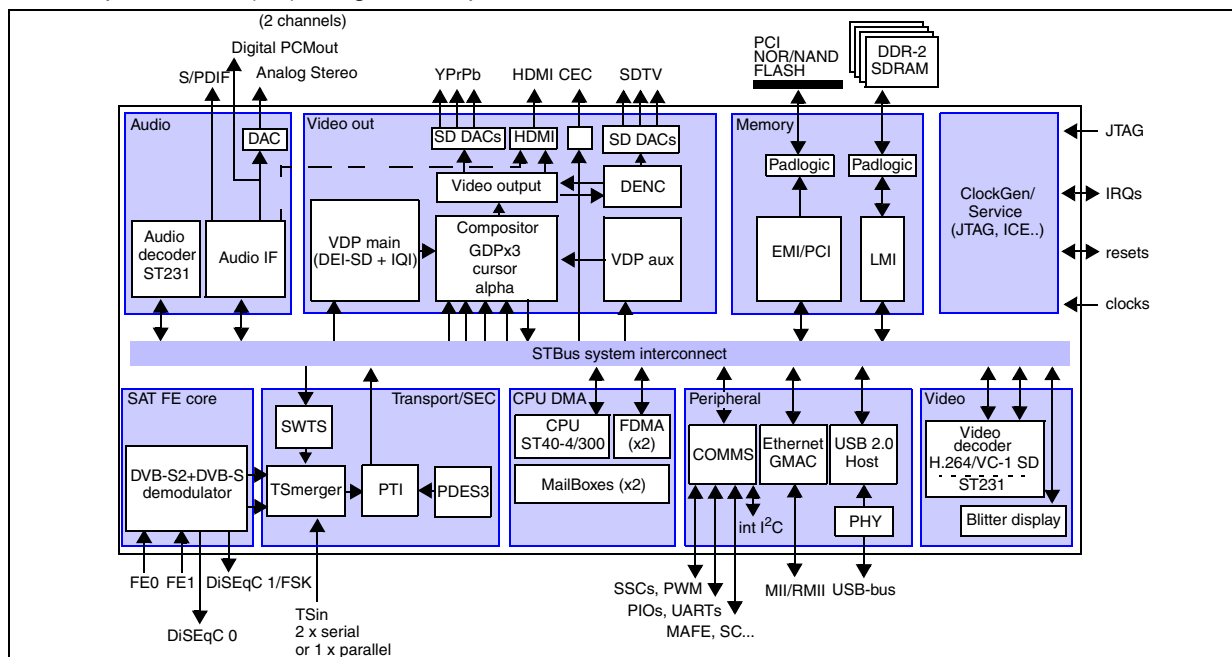 (2 channels)
Digital PCMout
S/PDIF
Analog Stereo
YPrPb
HDMI
CEC
SDTV
PCI
NOR/NAND
FLASH
DDR-2
SDRAM
Audio
DAC
Audio
decoder
ST231
Audio IF
Video out
SD DACs
HDMI
SD DACs
Video output
DENC
VDP main
(DEI-SD + IQI)
Compositor
GDPx3
cursor
alpha
VDP aux
Memory
Padlogic
Padlogic
EMI/PCI
LMI
ClockGen/
Service
(JTAG, ICE..)
JTAG
IRQs
resets
clocks
STBus system interconnect
SAT FE core
DVB-S2+DVB-S
demodulator
Transport/SEC
SWTS
TSmerger
PTI
PDES3
CPU DMA
CPU
ST40-4/300
FDMA
(x2)
MailBoxes (x2)
Peripheral
COMMS
Ethernet
GMAC
USB 2.0
Host
int I²C
PHY
Video
Video
decoder
H.264/VC-1 SD
ST231
Blitter display
FE0
FE1
DiSEqC 1/FSK
DiSEqC 0
TSin
2 x serial
or 1 x parallel
SSCs, PWM
PIOs, UARTs
MAFE, SC...
MII/RMII
USB-bus